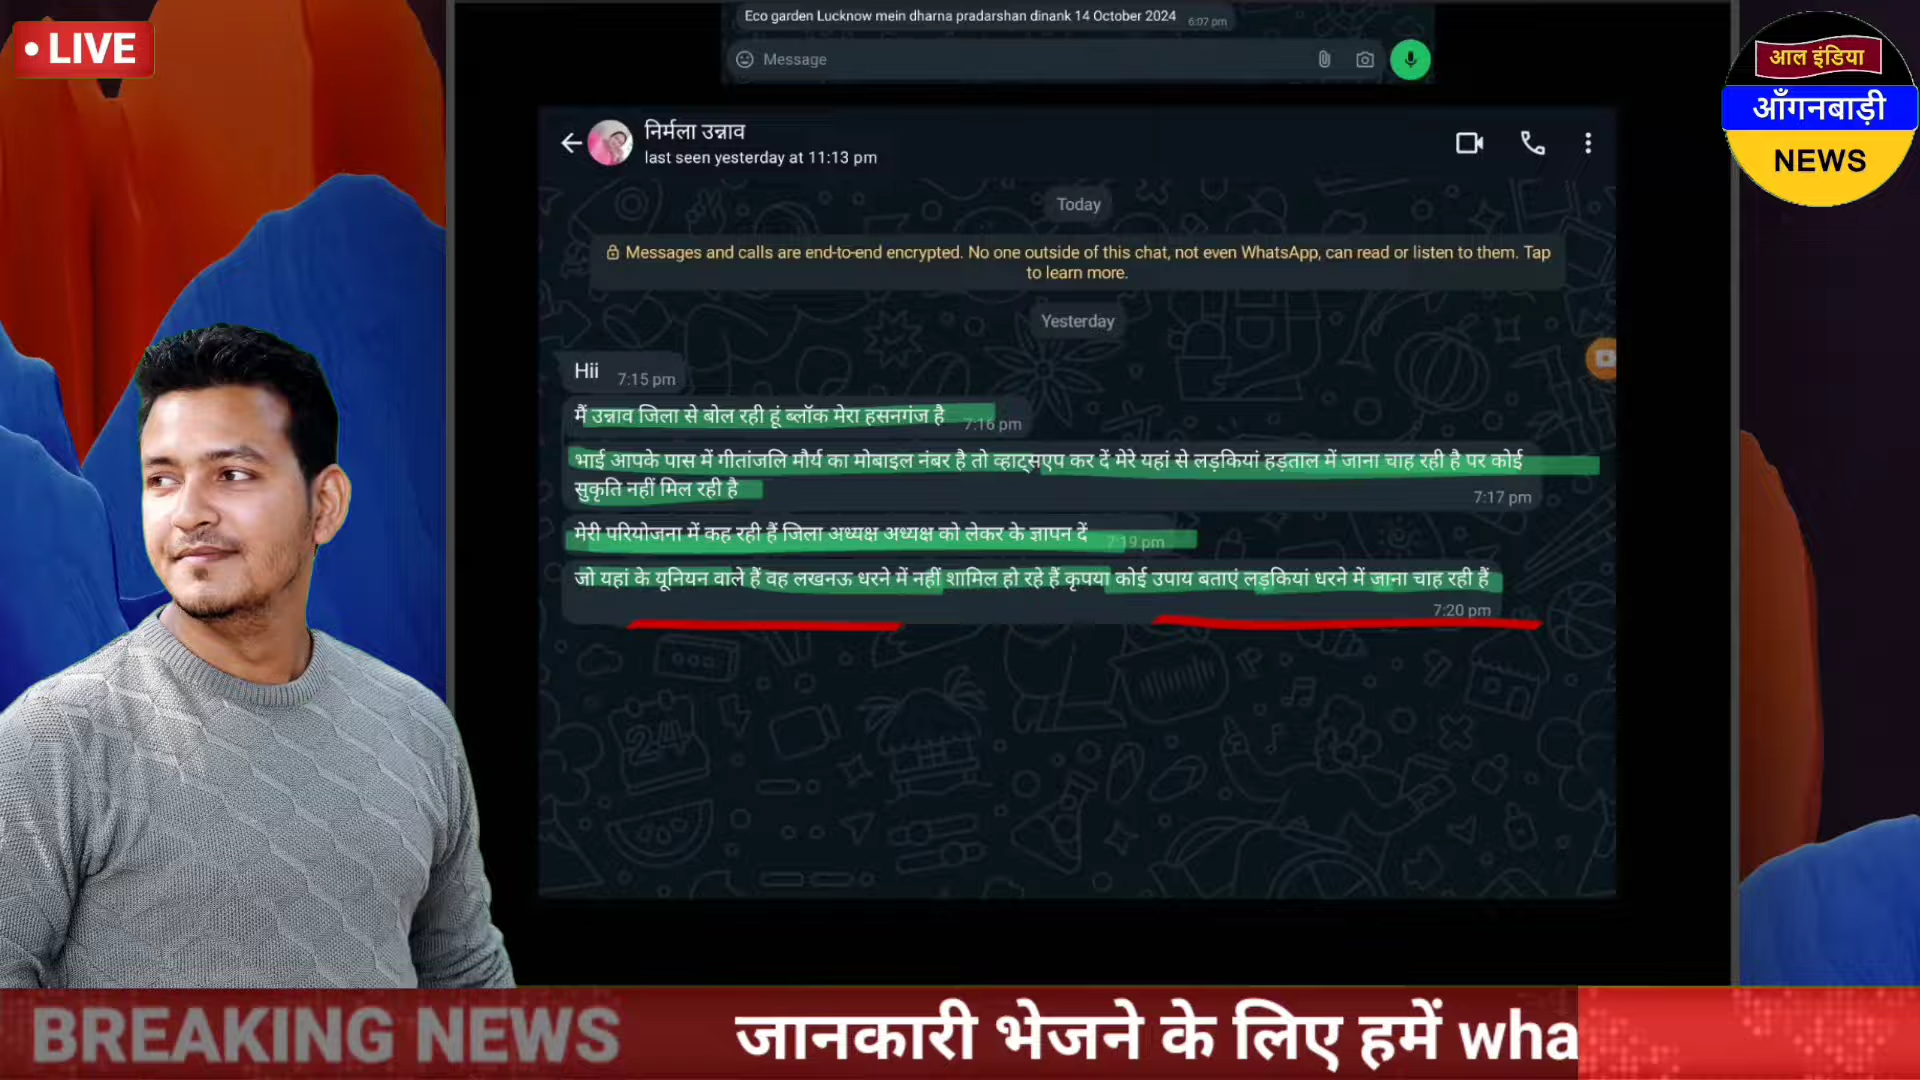 Eco garden Lucknow mein dharna pradarshan dinank 14 October 2024 6:07 pm
Message
• LIVE
आल इंडिया
आँगनबाड़ी
NEWS
निर्मला उन्नाव
last seen yesterday at 11:13 pm
Today
Messages and calls are end-to-end encrypted. No one outside of this chat, not even WhatsApp, can read or listen to them. Tap
to learn more.
Yesterday
Hii 7:15 pm
मैं उन्नाव जिला से बोल रही हूं ब्लॉक मेरा हसनगंज है 7:16 pm
भाई आपके पास में गीतांजलि मौर्य का मोबाइल नंबर है तो व्हाट्सएप कर दें मेरे यहां से लड़कियां हड़ताल में जाना चाह रही है पर कोई
सुकृति नहीं मिल रही है 7:17 pm
मेरी परियोजना में कह रही हैं जिला अध्यक्ष अध्यक्ष को लेकर के ज्ञापन दें 7:19 pm
जो यहां के यूनियन वाले हैं वह लखनऊ धरने में नहीं शामिल हो रहे हैं कृपया कोई उपाय बताएं लड़कियां धरने में जाना चाह रही हैं
7:20 pm
BREAKING NEWS
जानकारी भेजने के लिए हमें wha